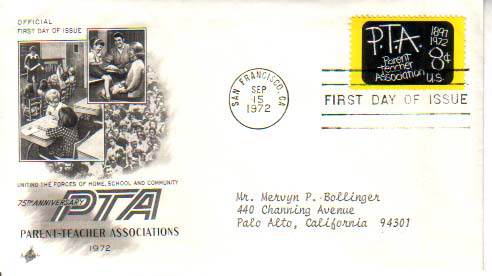 OFFICIAL
FIRST DAY OF ISSUE
UNITING THE FORCES OF HOME, SCHOOL AND COMMUNITY
75TH ANNIVERSARY PTA
PARENT-TEACHER ASSOCIATIONS
1972
SAN FRANCISCO, CA
SEP
15
1972
P.T.A.
1897
1972
Parent
Teacher
Association
8¢
U.S.
FIRST DAY OF ISSUE
Mr. Mervyn P. Bollinger
440 Channing Avenue
Palo Alto, California 94301